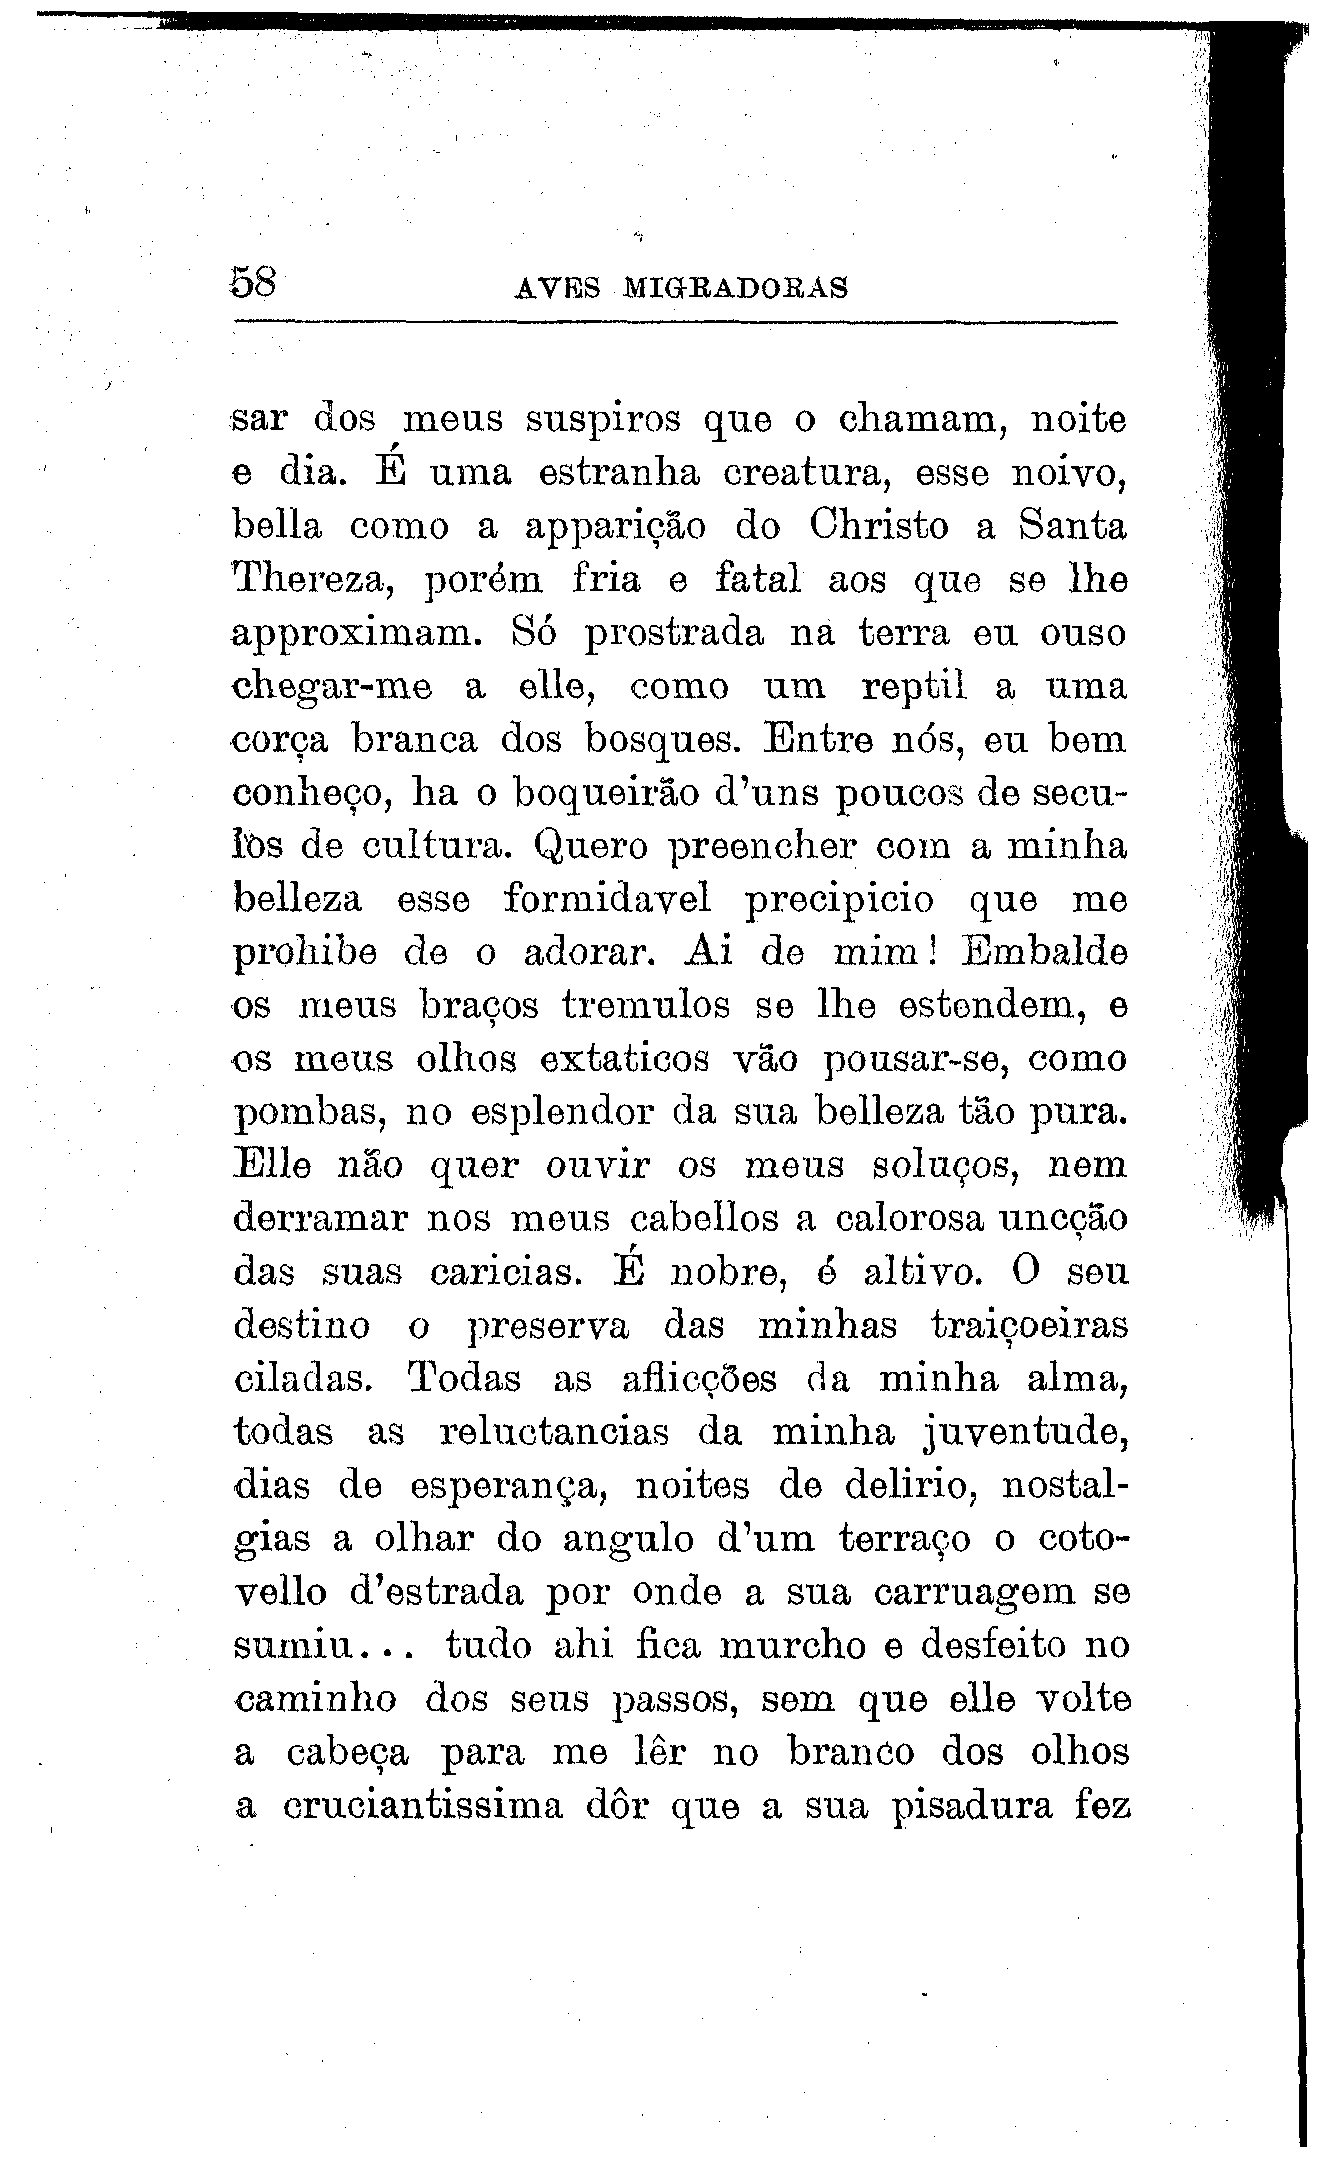 58 AVES MIGRADORAS
sar dos meus suspiros que o chamam, noite
e dia. É uma estranha creatura, esse noivo,
bella como a apparição do Christo a Santa
Thereza, porém fria e fatal aos que se lhe
approximam. Só prostrada na terra eu ouso
chegar-me a elle, como um reptil a uma
corça branca dos bosques. Entre nós, eu bem
conheço, ha o boqueirão d'uns poucos de secu-
los de cultura. Quero preencher com a minha
belleza esse formidavel precipicio que me
prohibe de o adorar. Ai de mim! Embalde
os meus braços tremulos se lhe estendem, e
os meus olhos extaticos vão pousar-se, como
pombas, no esplendor da sua belleza tão pura.
Elle não quer ouvir os meus soluços, nem
derramar nos meus cabellos a calorosa uncção
das suas caricias. É nobre, é altivo. O seu
destino o preserva das minhas traiçoeiras
ciladas. Todas as aflicções da minha alma,
todas as reluctancias da minha juventude,
dias de esperança, noites de delirio, nostal-
gias a olhar do angulo d'um terraço o coto-
vello d'estrada por onde a sua carruagem se
sumiu... tudo ahi fica murcho e desfeito no
caminho dos seus passos, sem que elle volte
a cabeça para me lêr no branco dos olhos
a cruciantissima dôr que a sua pisadura fez